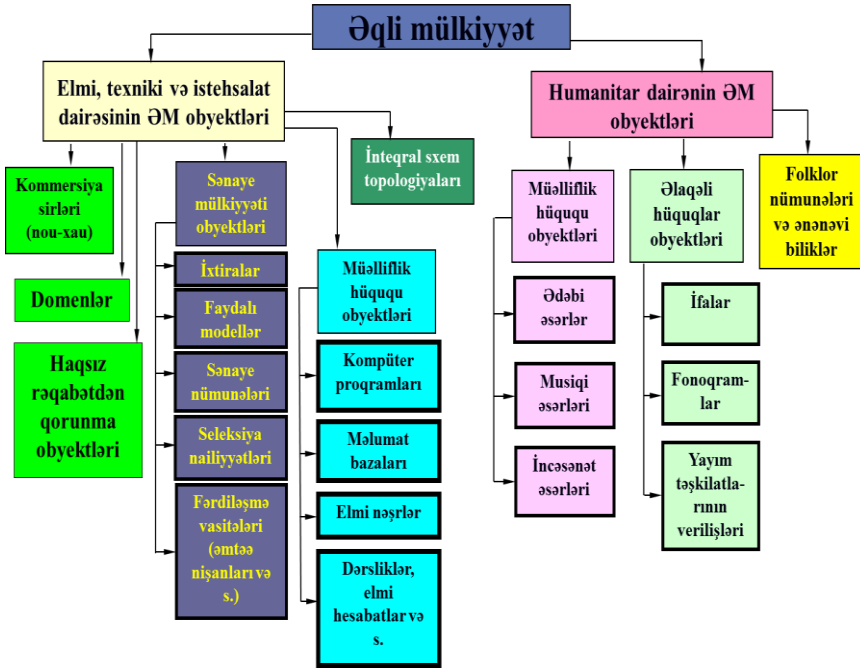 Əqli mülkiyyət
Elmi, texniki və istehsalat
dairəsinin ƏM obyektləri
Humanitar dairənin ƏM
obyektləri
Kommersiya
sirləri
(nou-xau)
Domenlər
Haqsız
rəqabətdən
qorunma
obyektləri
Sənaye
mülkiyyəti
obyektləri
İxtiralar
Faydalı
modellər
Sənaye
nümunələri
Seleksiya
nailiyyətləri
Fərdiləşmə
vasitələri
(əmtəə
nişanları və
s.)
İnteqral sxem
topologiyaları
Müəlliflik
hüququ
obyektləri
Kompüter
proqramları
Məlumat
bazaları
Elmi nəşrlər
Dərsliklər,
elmi
hesabatlar və
s.
Müəlliflik
hüququ
obyektləri
Ədəbi
əsərlər
Musiqi
əsərləri
İncəsənət
əsərləri
Əlaqəli
hüquqlar
obyektləri
İfalar
Fonoqram-
lar
Yayım
təşkilatla-
rının
verilişləri
Folklor
nümunələri
və ənənəvi
biliklər